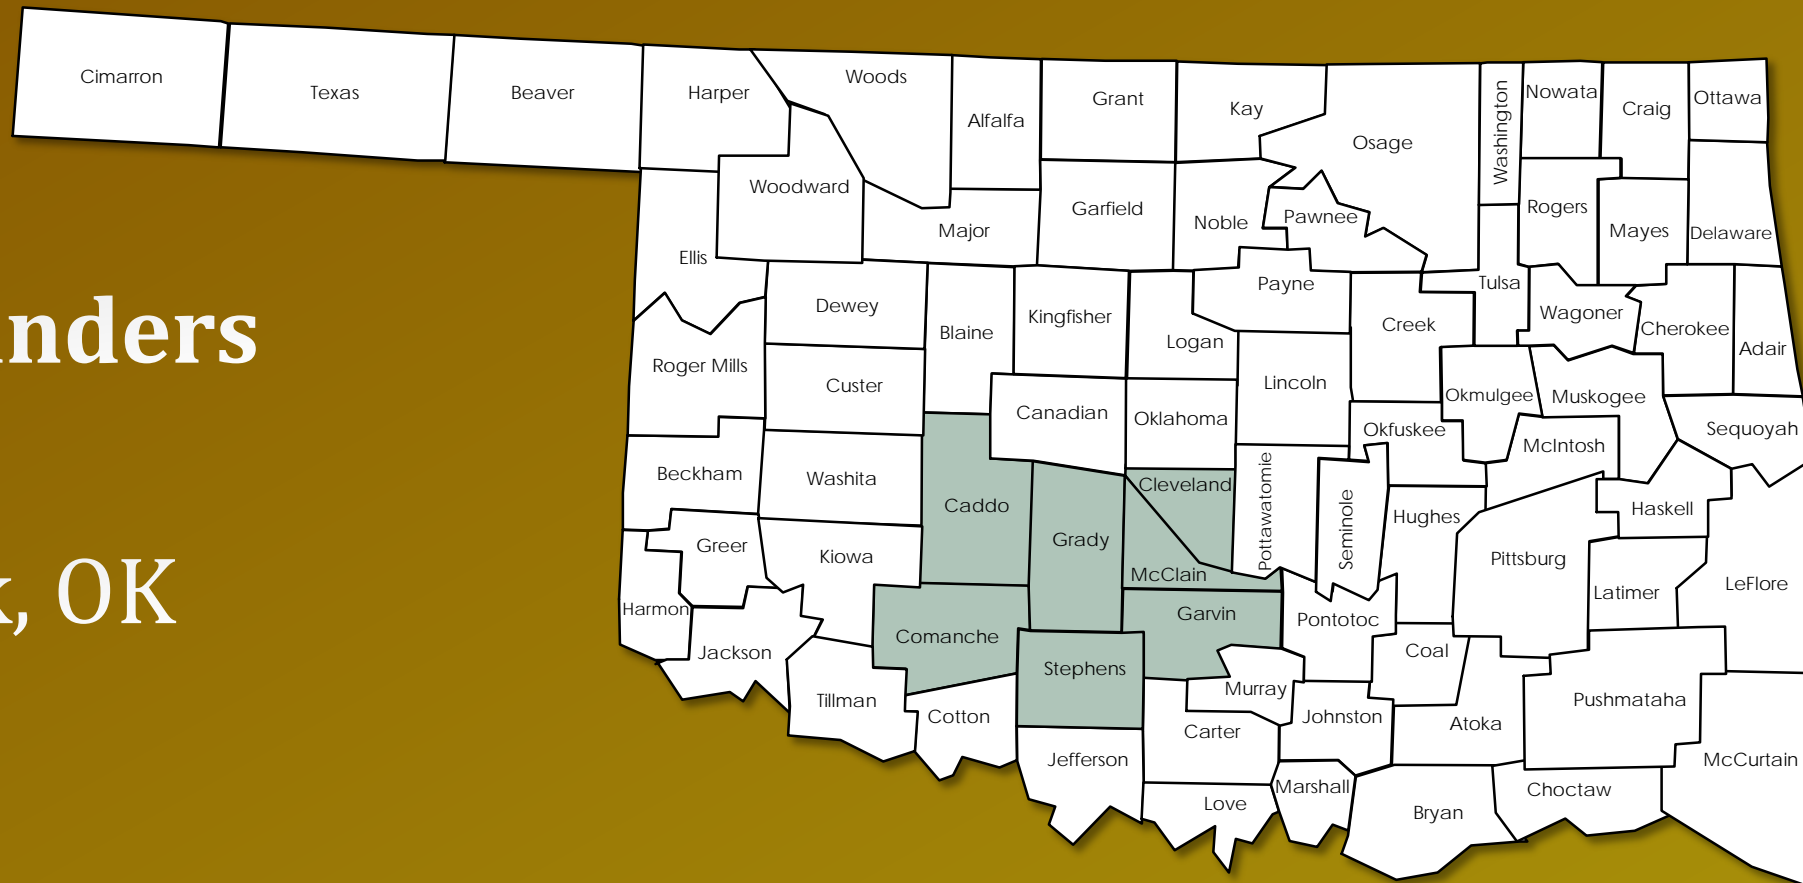 nders
, OK
Cimarron
Texas
Beaver
Harper
Woods
Alfalfa
Grant
Kay
Osage
Washington
Nowata
Craig
Ottawa
Woodward
Ellis
Major
Garfield
Noble
Pawnee
Rogers
Mayes
Delaware
Dewey
Blaine
Kingfisher
Logan
Payne
Creek
Tulsa
Wagoner
Cherokee
Adair
Roger Mills
Custer
Canadian
Oklahoma
Lincoln
Okmulgee
Muskogee
Okfuskee
McIntosh
Sequoyah
Beckham
Washita
Caddo
Grady
Cleveland
McClain
Pottawatomie
Seminole
Hughes
Pittsburg
Haskell
Greer
Kiowa
Harmon
Jackson
Comanche
Stephens
Garvin
Pontotoc
Coal
Latimer
LeFlore
Tillman
Cotton
Murray
Johnston
Atoka
Pushmataha
Carter
Jefferson
Love
Marshall
Bryan
Choctaw
McCurtain